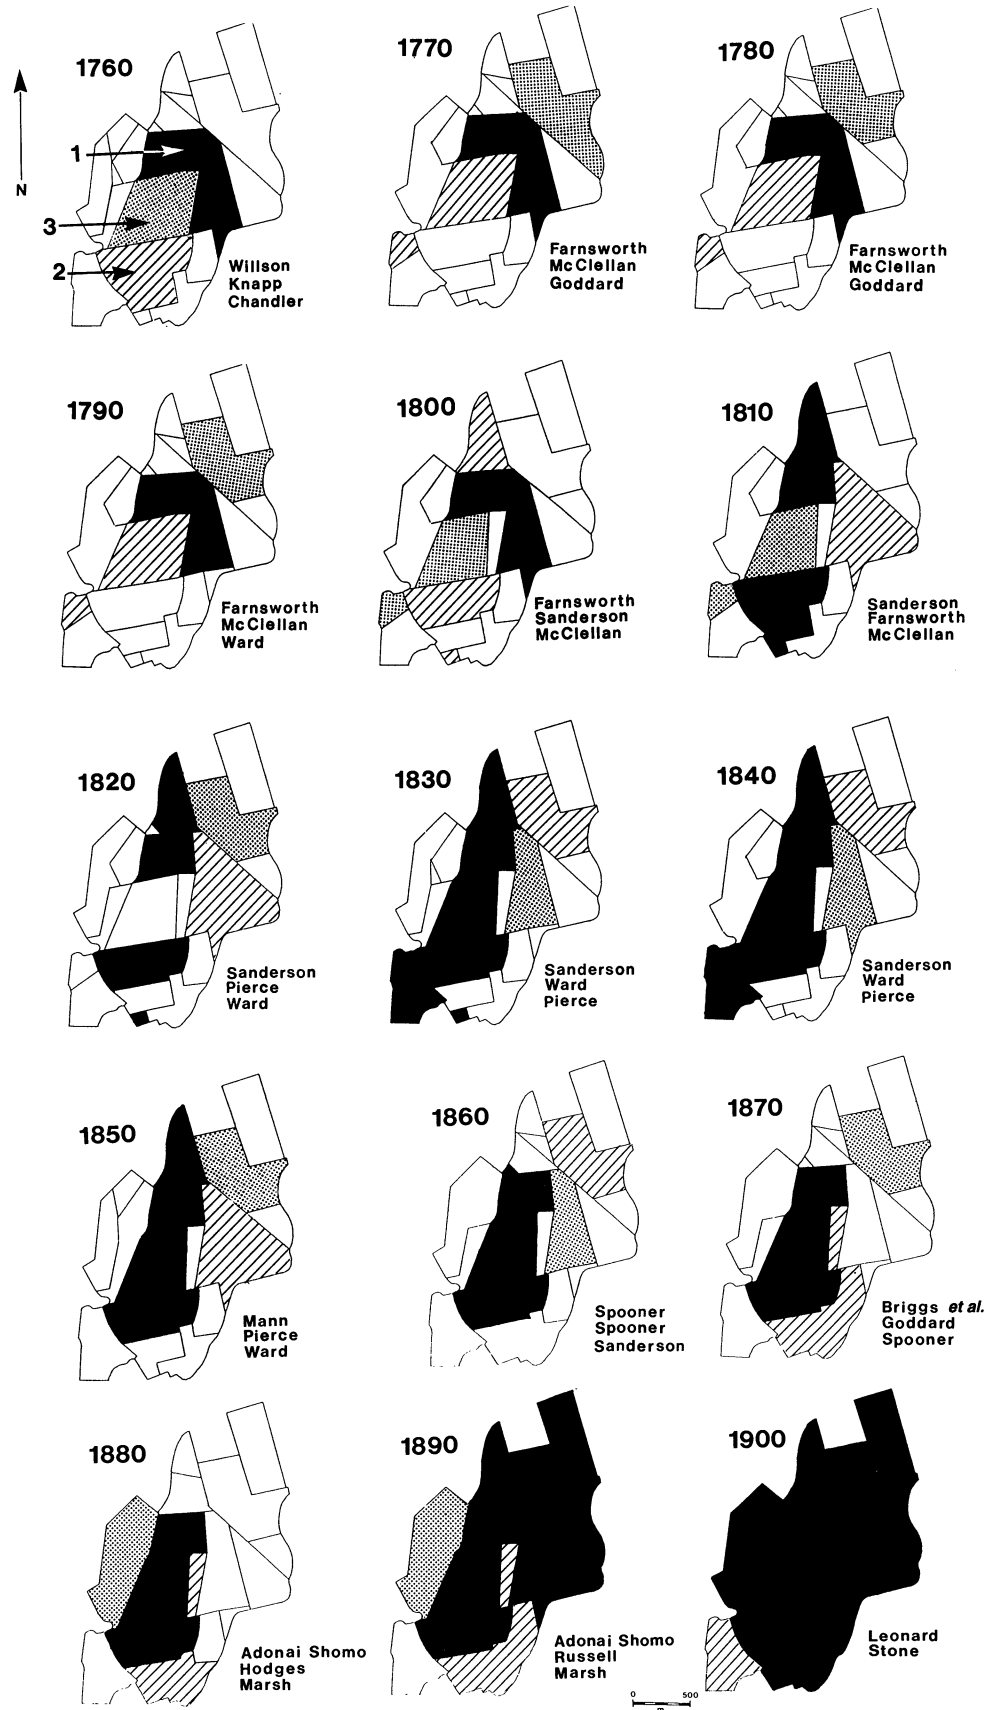 1760
1770
1780
1
3
2
N
Willson
Knapp
Chandler
Farnsworth
McClellan
Goddard
Farnsworth
McClellan
Goddard
1790
1800
1810
Farnsworth
McClellan
Ward
Farnsworth
Sanderson
McClellan
Sanderson
Farnsworth
McClellan
1820
1830
1840
Sanderson
Pierce
Ward
Sanderson
Ward
Pierce
Sanderson
Ward
Pierce
1850
1860
1870
Mann
Pierce
Ward
Spooner
Spooner
Sanderson
Briggs et al.
Goddard
Spooner
1880
1890
1900
Adonai Shomo
Hodges
Marsh
Adonai Shomo
Russell
Marsh
Leonard
Stone
0 500
m